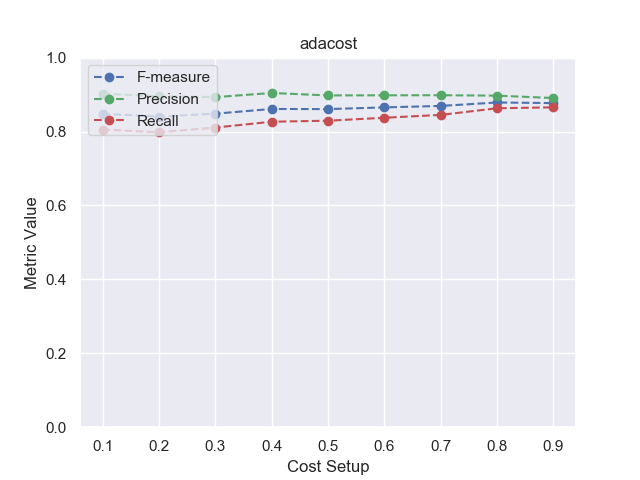 adacost
F-measure
Precision
Recall
Metric Value
1.0
0.8
0.6
0.4
0.2
0.0
0.1 0.2 0.3 0.4 0.5 0.6 0.7 0.8 0.9
Cost Setup